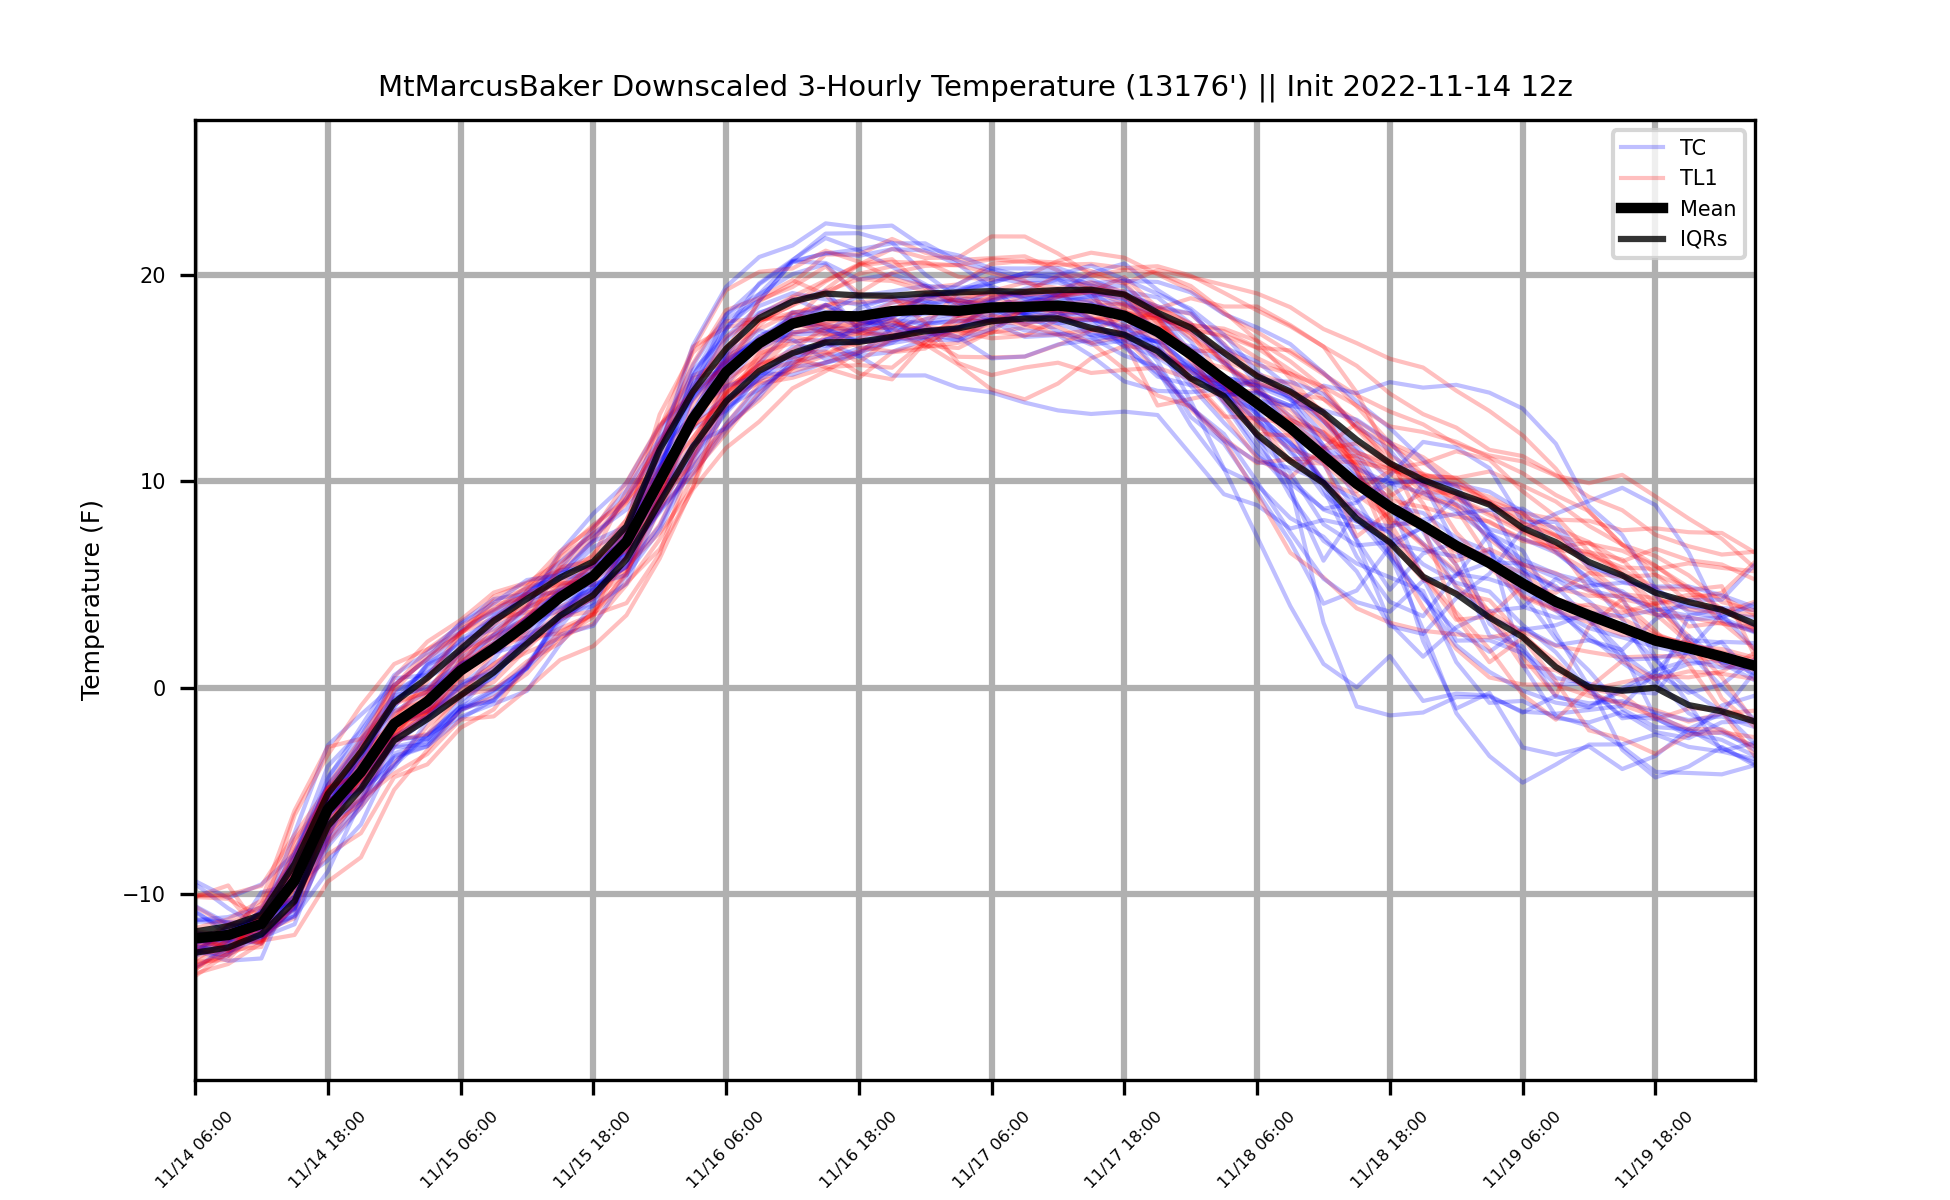 MtMarcusBaker Downscaled 3-Hourly Temperature (13176') || Init 2022-11-14 12z
TC
TL1
Mean
IQRs
Temperature (F)
20
10
0
−10
11/14 06:00
11/14 18:00
11/15 06:00
11/15 18:00
11/16 06:00
11/16 18:00
11/17 06:00
11/17 18:00
11/18 06:00
11/18 18:00
11/19 06:00
11/19 18:00